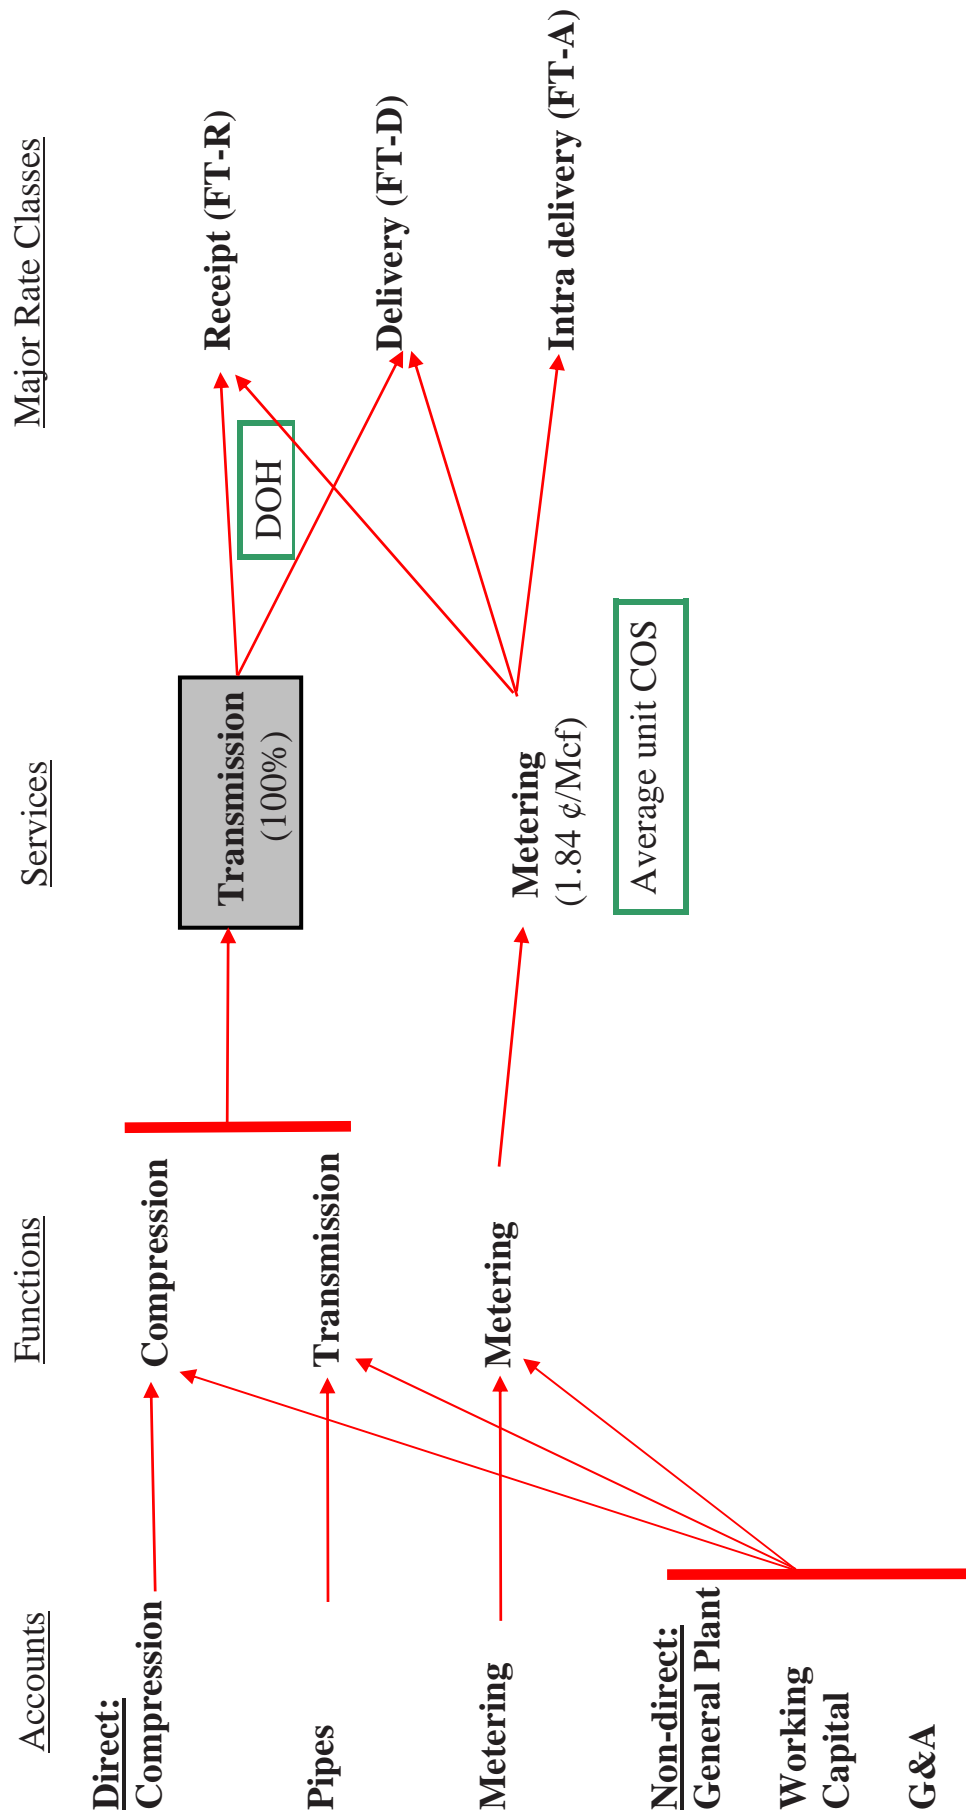 Accounts
Functions
Services
Major Rate Classes
Direct:
Compression
Pipes
Metering
Non-direct:
General Plant
Working
Capital
G&A
Compression
Transmission
Metering
Transmission
(100%)
Metering
(1.84 ¢/Mcf)
Average unit COS
DOH
Receipt (FT-R)
Delivery (FT-D)
Intra delivery (FT-A)